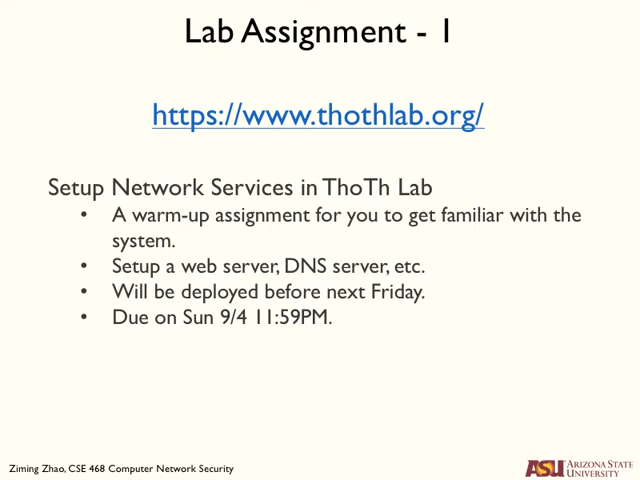 Lab Assignment - 1
https://www.thothlab.org/
Setup Network Services in ThoTh Lab
• A warm-up assignment for you to get familiar with the
system.
• Setup a web server, DNS server, etc.
• Will be deployed before next Friday.
• Due on Sun 9/4 11:59PM.
Ziming Zhao, CSE 468 Computer Network Security
ASU ARIZONA STATE
UNIVERSITY